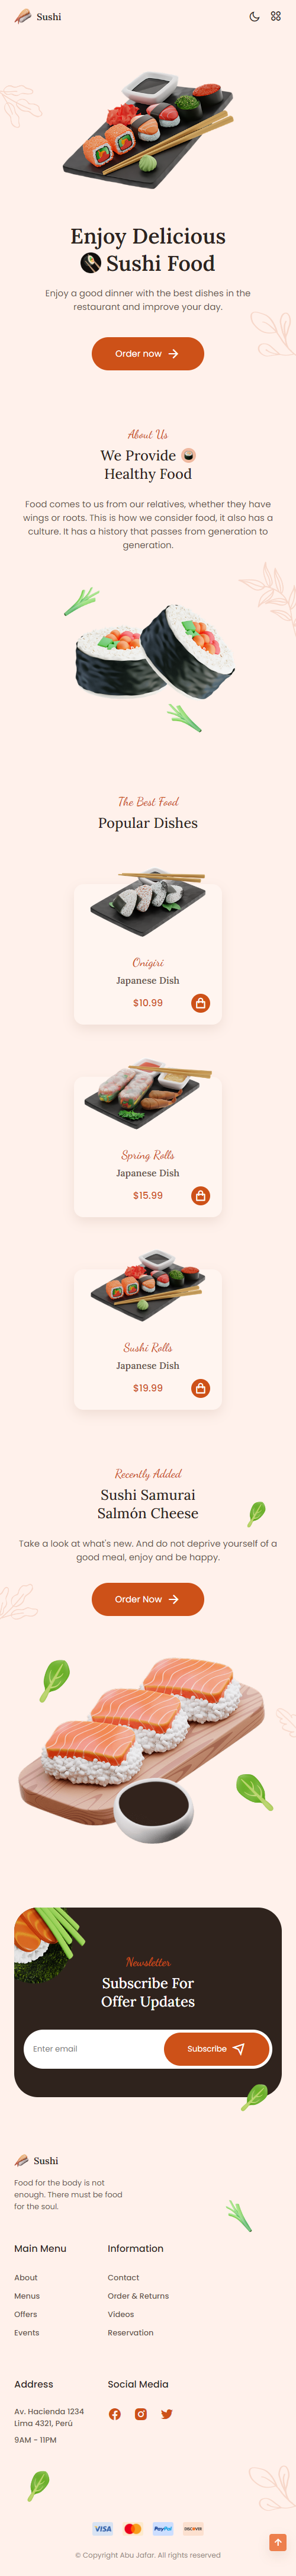 Sushi
Enjoy Delicious
Sushi Food
Enjoy a good dinner with the best dishes in the
restaurant and improve your day.
Order now
About Us
We Provide
Healthy Food
Food comes to us from our relatives, whether they have
wings or roots. This is how we consider food, it also has a
culture. It has a history that passes from generation to
generation.
The Best Food
Popular Dishes
Onigiri
Japanese Dish
$10.99
Spring Rolls
Japanese Dish
$15.99
Sushi Rolls
Japanese Dish
$19.99
Recently Added
Sushi Samurai
Salmón Cheese
Take a look at what's new. And do not deprive yourself of a
good meal, enjoy and be happy.
Order Now
Newsletter
Subscribe For
Offer Updates
Enter email
Subscribe
Sushi
Food for the body is not
enough. There must be food
for the soul.
Main Menu
About
Menus
Offers
Events
Information
Contact
Order & Returns
Videos
Reservation
Address
Av. Hacienda 1234
Lima 4321, Perú
9AM - 11PM
Social Media
VISA
MasterCard
PayPal
DISCOVER
© Copyright Abu Jafar. All rights reserved